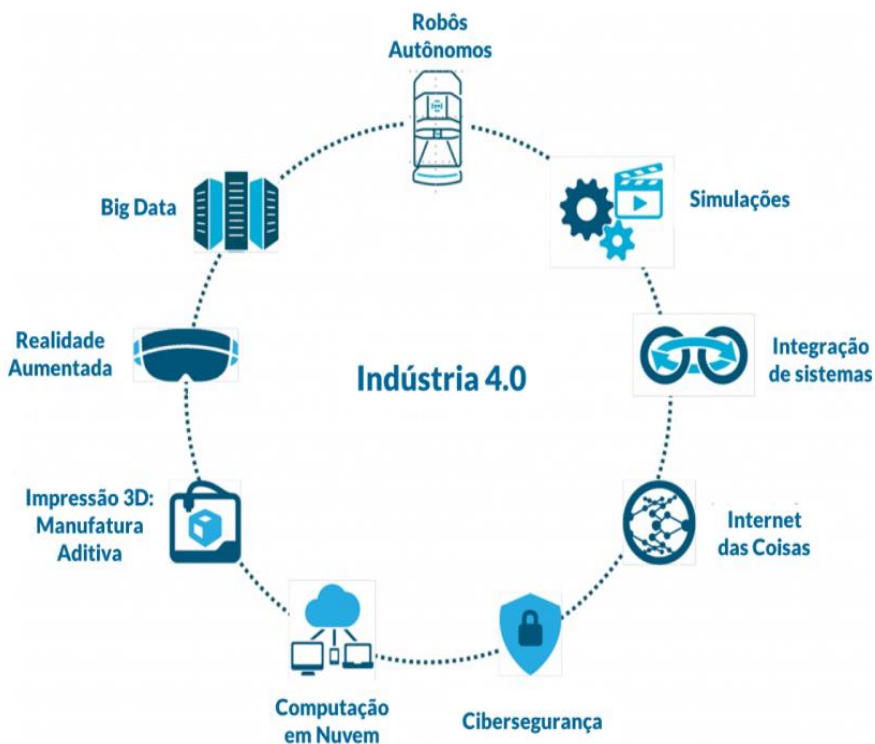 Robôs
Autônomos
Simulações
Big Data
Integração
de sistemas
Realidade
Aumentada
Indústria 4.0
Impressão 3D:
Manufatura
Aditiva
Internet
das Coisas
Computação
em Nuvem
Cibersegurança